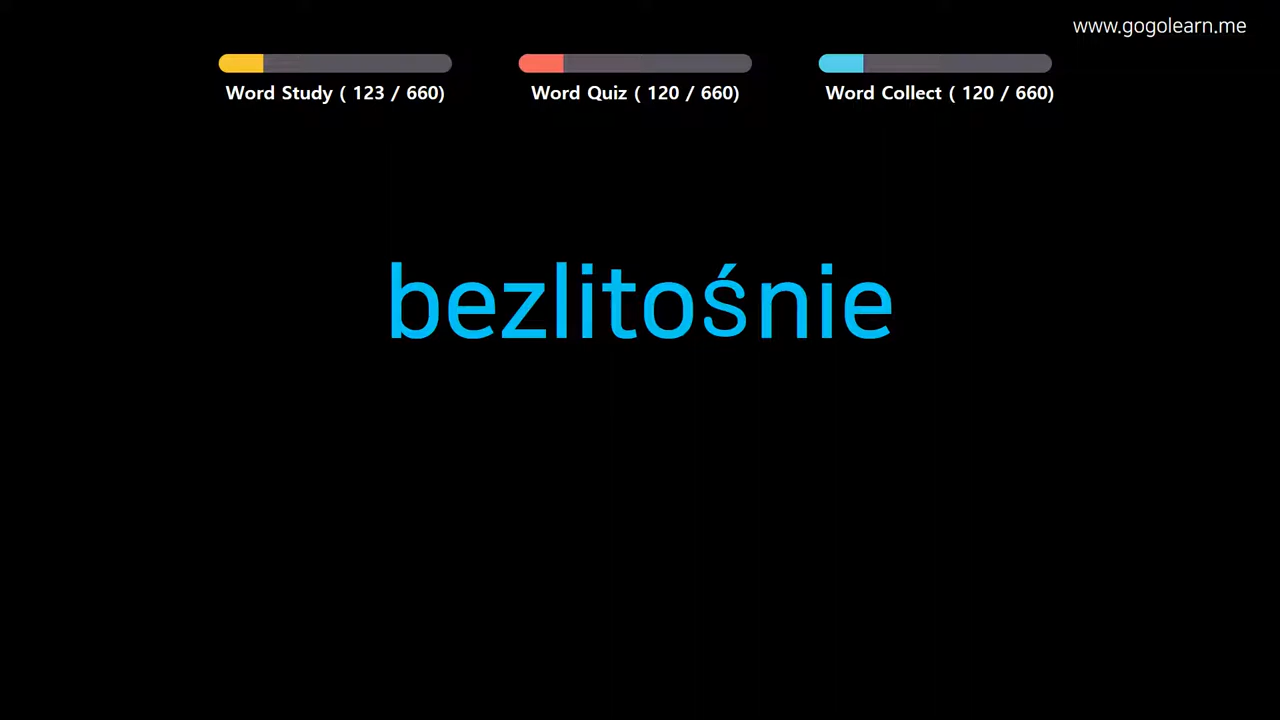 www.gogolearn.me
Word Study ( 123 / 660)
Word Quiz ( 120 / 660)
Word Collect ( 120 / 660)
bezlitośnie